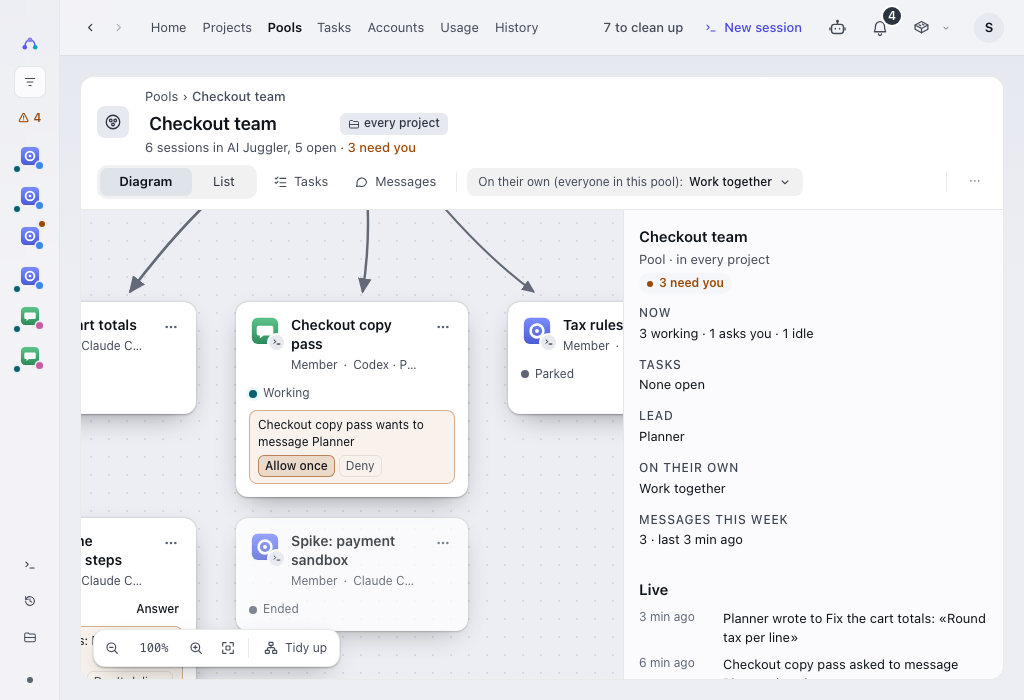 Home Projects Pools Tasks Accounts Usage History 7 to clean up New session 4 S
4
Pools › Checkout team
Checkout team every project
6 sessions in AI Juggler, 5 open · 3 need you
Diagram List Tasks Messages On their own (everyone in this pool): Work together
art totals
Claude C...
Checkout copy
pass
Member · Codex · P...
Working
Checkout copy pass wants to
message Planner
Allow once Deny
Tax rules
Member ·
Parked
steps
Claude C...
Answer
Spike: payment
sandbox
Member · Claude C...
Ended
100% Tidy up
Checkout team
Pool · in every project
3 need you
NOW
3 working · 1 asks you · 1 idle
TASKS
None open
LEAD
Planner
ON THEIR OWN
Work together
MESSAGES THIS WEEK
3 · last 3 min ago
Live
3 min ago Planner wrote to Fix the cart totals: «Round
tax per line»
6 min ago Checkout copy pass asked to message